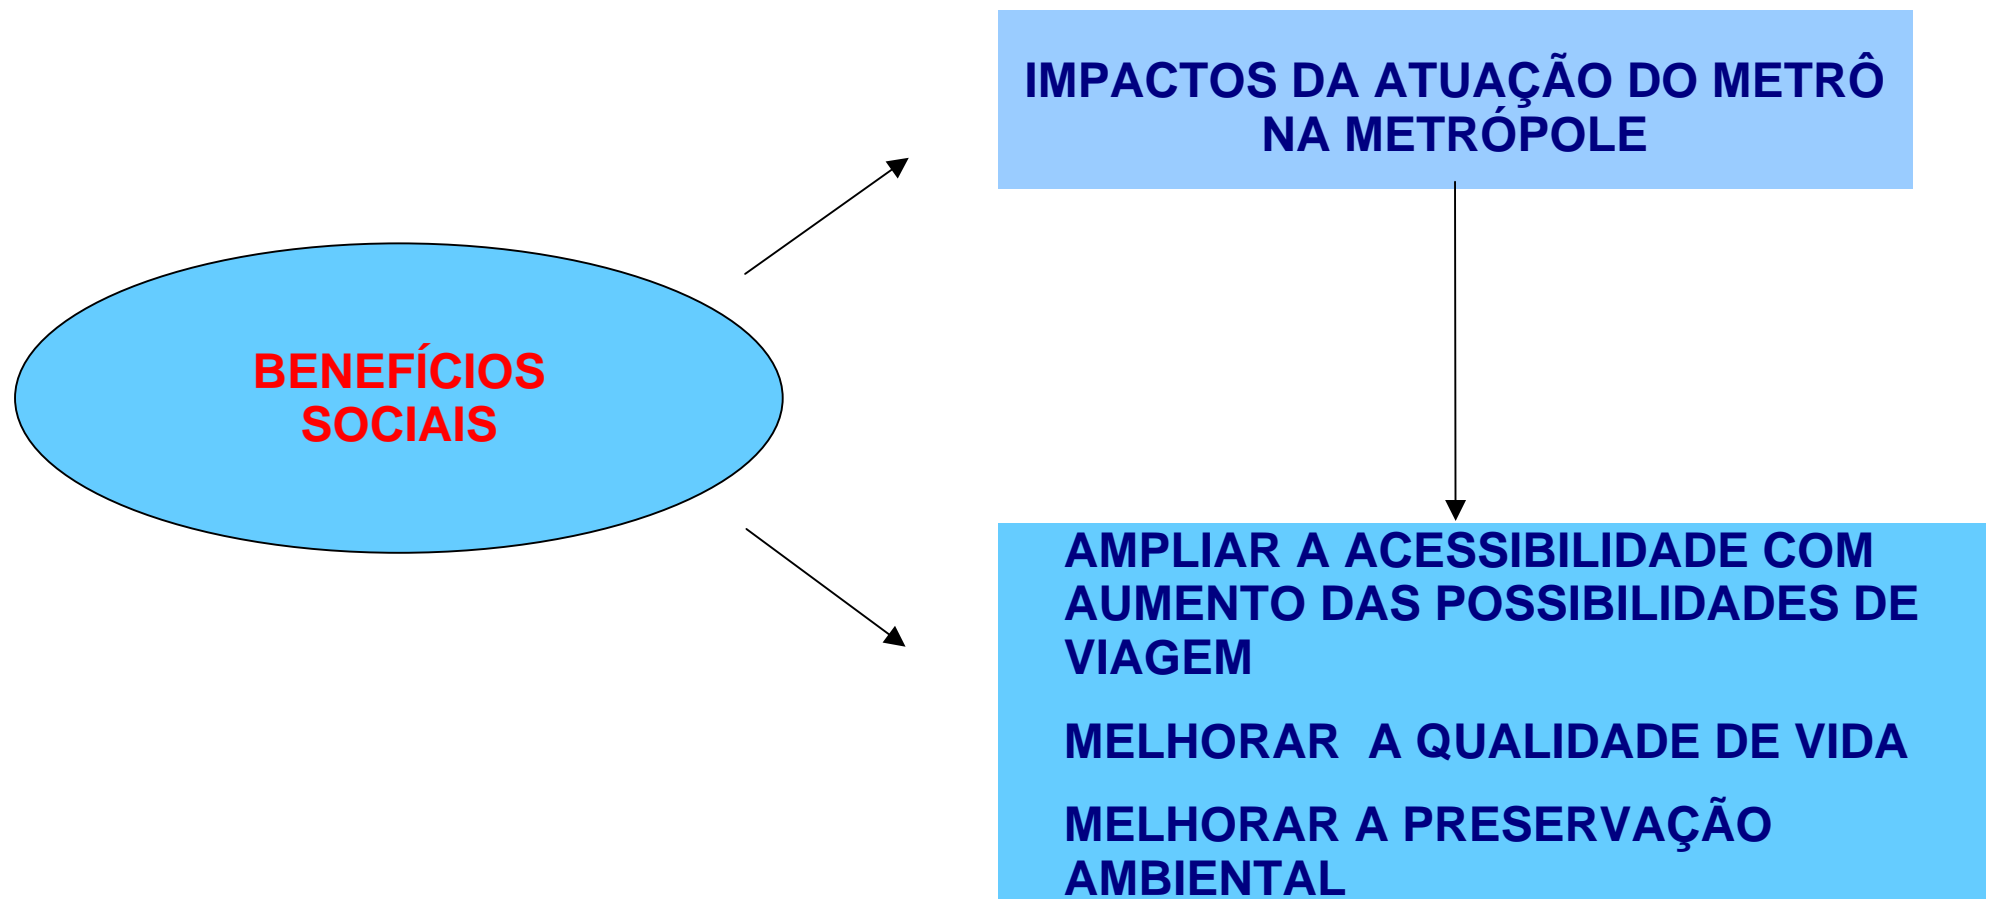 IMPACTOS DA ATUAÇÃO DO METRÔ
NA METRÓPOLE
BENEFÍCIOS
SOCIAIS
AMPLIAR A ACESSIBILIDADE COM
AUMENTO DAS POSSIBILIDADES DE
VIAGEM
MELHORAR  A QUALIDADE DE VIDA
MELHORAR A PRESERVAÇÃO
AMBIENTAL